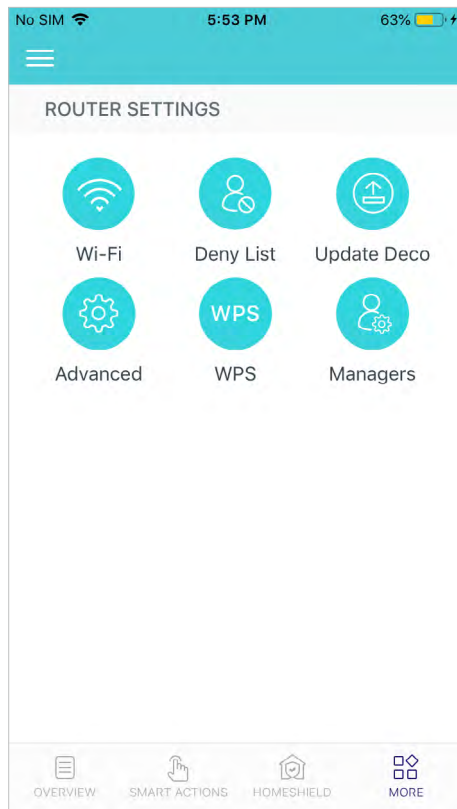 No SIM 5:53 PM 63%
ROUTER SETTINGS
Wi-Fi Deny List Update Deco
WPS
Advanced WPS Managers
OVERVIEW SMART ACTIONS HOMESHIELD MORE